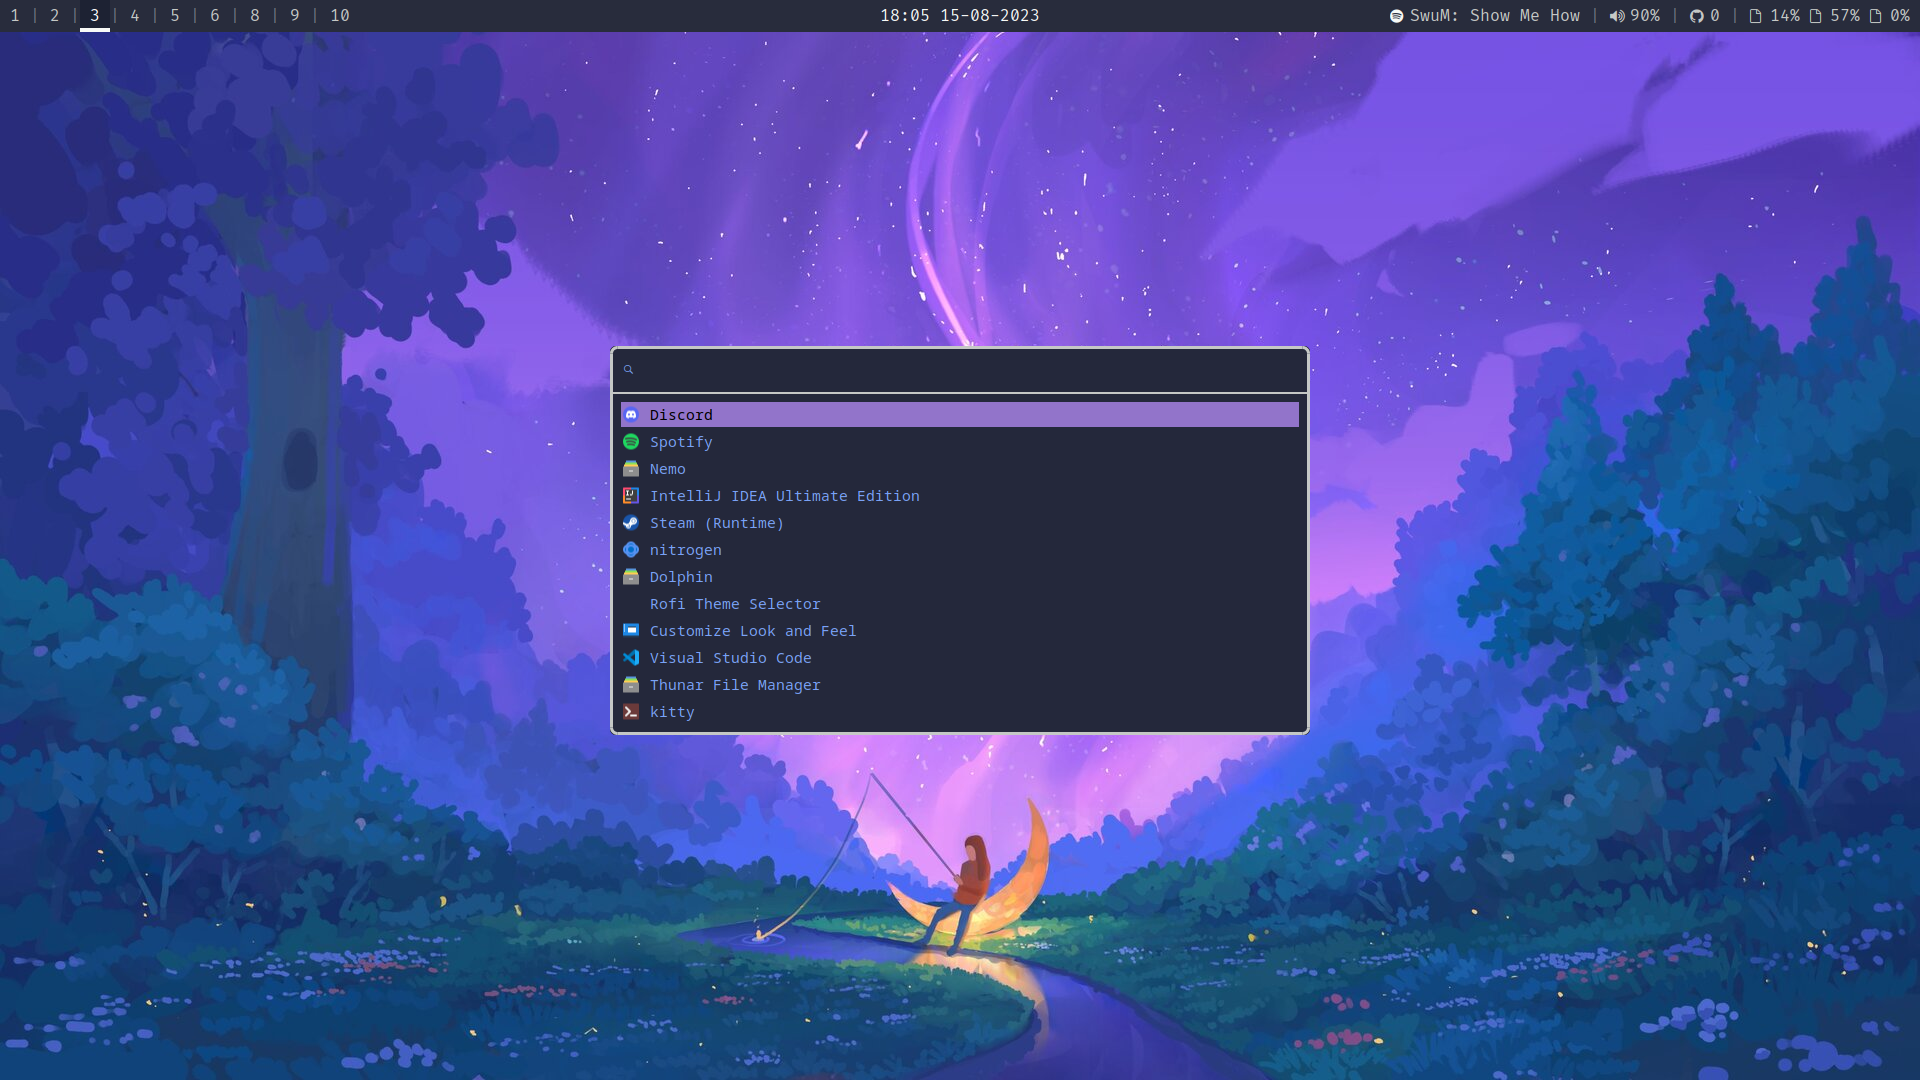 1 | 2 | 3 | 4 | 5 | 6 | 8 | 9 | 10
18:05 15-08-2023
SwuM: Show Me How | 90% | 0 | 14% 57% 0%
Discord
Spotify
Nemo
IntelliJ IDEA Ultimate Edition
Steam (Runtime)
nitrogen
Dolphin
Rofi Theme Selector
Customize Look and Feel
Visual Studio Code
Thunar File Manager
kitty